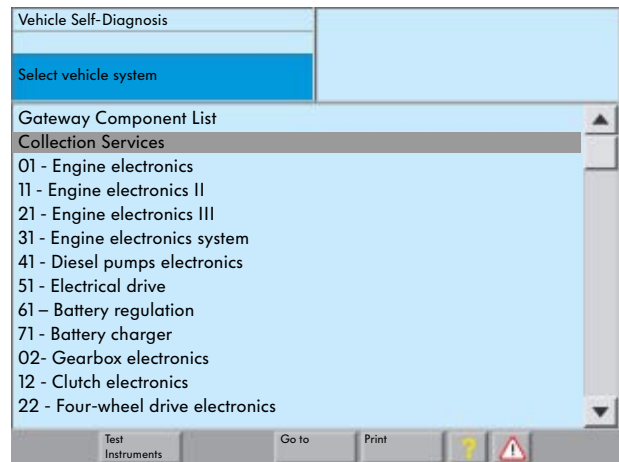 Vehicle Self-Diagnosis
Select vehicle system
Gateway Component List
Collection Services
01 - Engine electronics
11 - Engine electronics II
21 - Engine electronics III
31 - Engine electronics system
41 - Diesel pumps electronics
51 - Electrical drive
61 – Battery regulation
71 - Battery charger
02- Gearbox electronics
12 - Clutch electronics
22 - Four-wheel drive electronics
Test
Instruments
Go to
Print
?
!